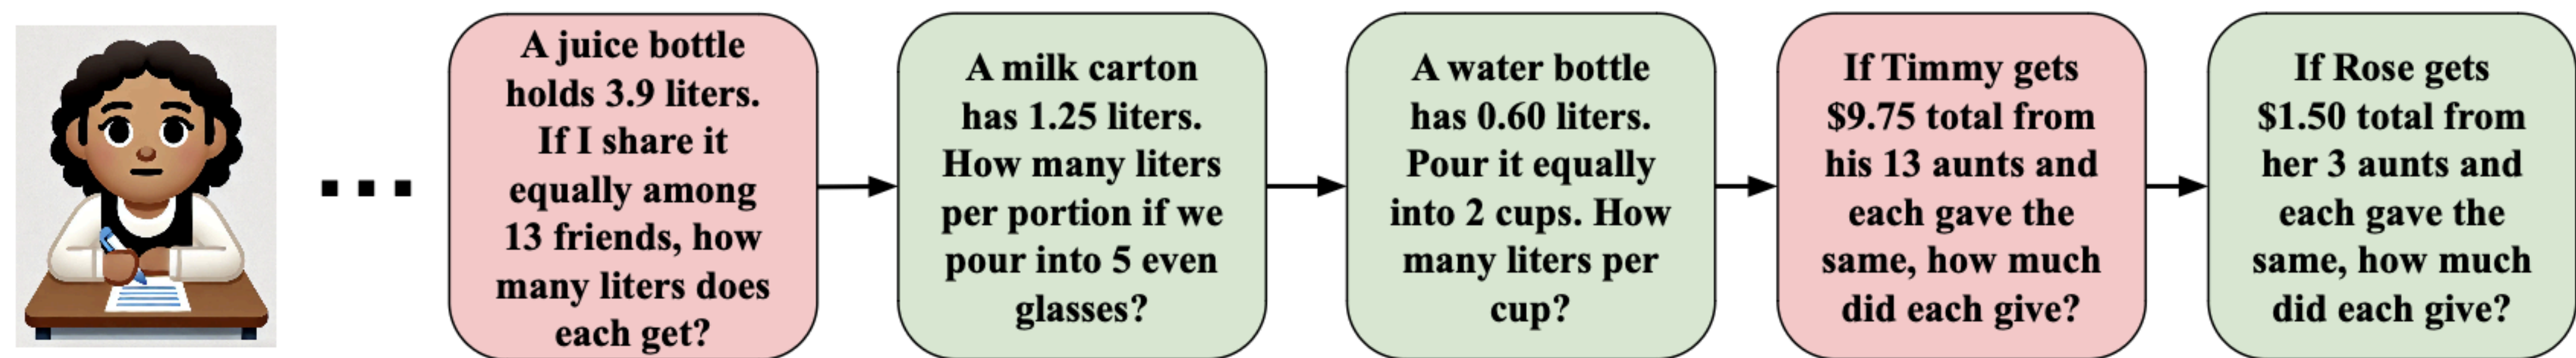 A juice bottle
holds 3.9 liters.
If I share it
equally among
13 friends, how
many liters does
each get?
A milk carton
has 1.25 liters.
How many liters
per portion if we
pour into 5 even
glasses?
A water bottle
has 0.60 liters.
Pour it equally
into 2 cups. How
many liters per
cup?
If Timmy gets
$9.75 total from
his 13 aunts and
each gave the
same, how much
did each give?
If Rose gets
$1.50 total from
her 3 aunts and
each gave the
same, how much
did each give?